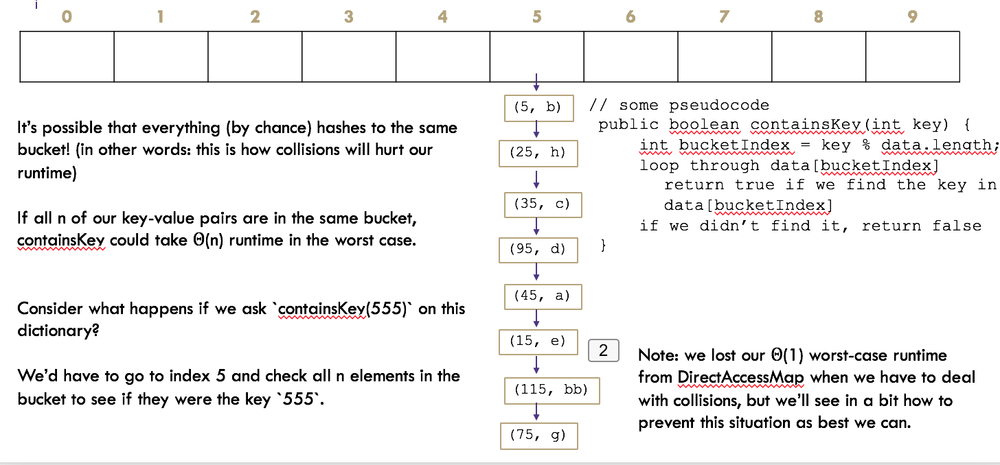 i
0 1 2 3 4 5 6 7 8 9
It's possible that everything (by chance) hashes to the same
bucket! (in other words: this is how collisions will hurt our
runtime)
If all n of our key-value pairs are in the same bucket,
containsKey could take Θ(n) runtime in the worst case.
Consider what happens if we ask `containsKey(555)` on this
dictionary?
We'd have to go to index 5 and check all n elements in the
bucket to see if they were the key `555`.
(5, b)
(25, h)
(35, c)
(95, d)
(45, a)
(15, e)
(115, bb)
(75, g)
// some pseudocode
public boolean containsKey(int key) {
int bucketIndex = key % data.length;
loop through data[bucketIndex]
return true if we find the key in
data[bucketIndex]
if we didn't find it, return false
}
2
Note: we lost our Θ(1) worst-case runtime
from DirectAccessMap when we have to deal
with collisions, but we'll see in a bit how to
prevent this situation as best we can.